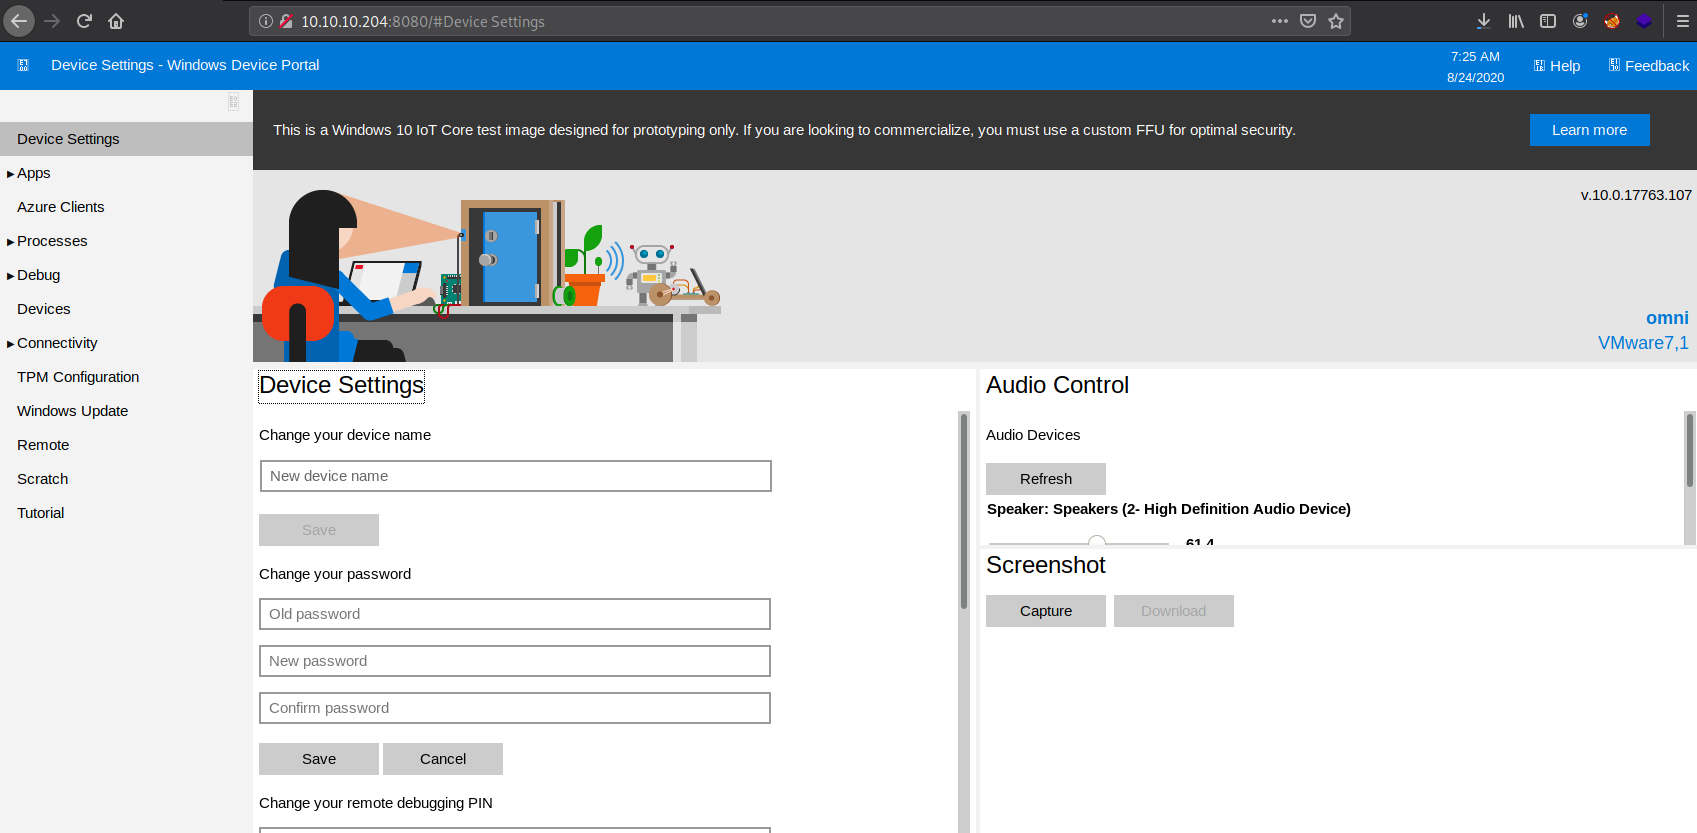 10.10.10.204:8080/#Device Settings
Device Settings - Windows Device Portal
7:25 AM
8/24/2020
Help
Feedback
Device Settings
Apps
Azure Clients
Processes
Debug
Devices
Connectivity
TPM Configuration
Windows Update
Remote
Scratch
Tutorial
This is a Windows 10 IoT Core test image designed for prototyping only. If you are looking to commercialize, you must use a custom FFU for optimal security.
Learn more
v.10.0.17763.107
omni
VMware7,1
Device Settings
Change your device name
New device name
Save
Change your password
Old password
New password
Confirm password
Save Cancel
Change your remote debugging PIN
Audio Control
Audio Devices
Refresh
Speaker: Speakers (2- High Definition Audio Device)
61.4
Screenshot
Capture Download